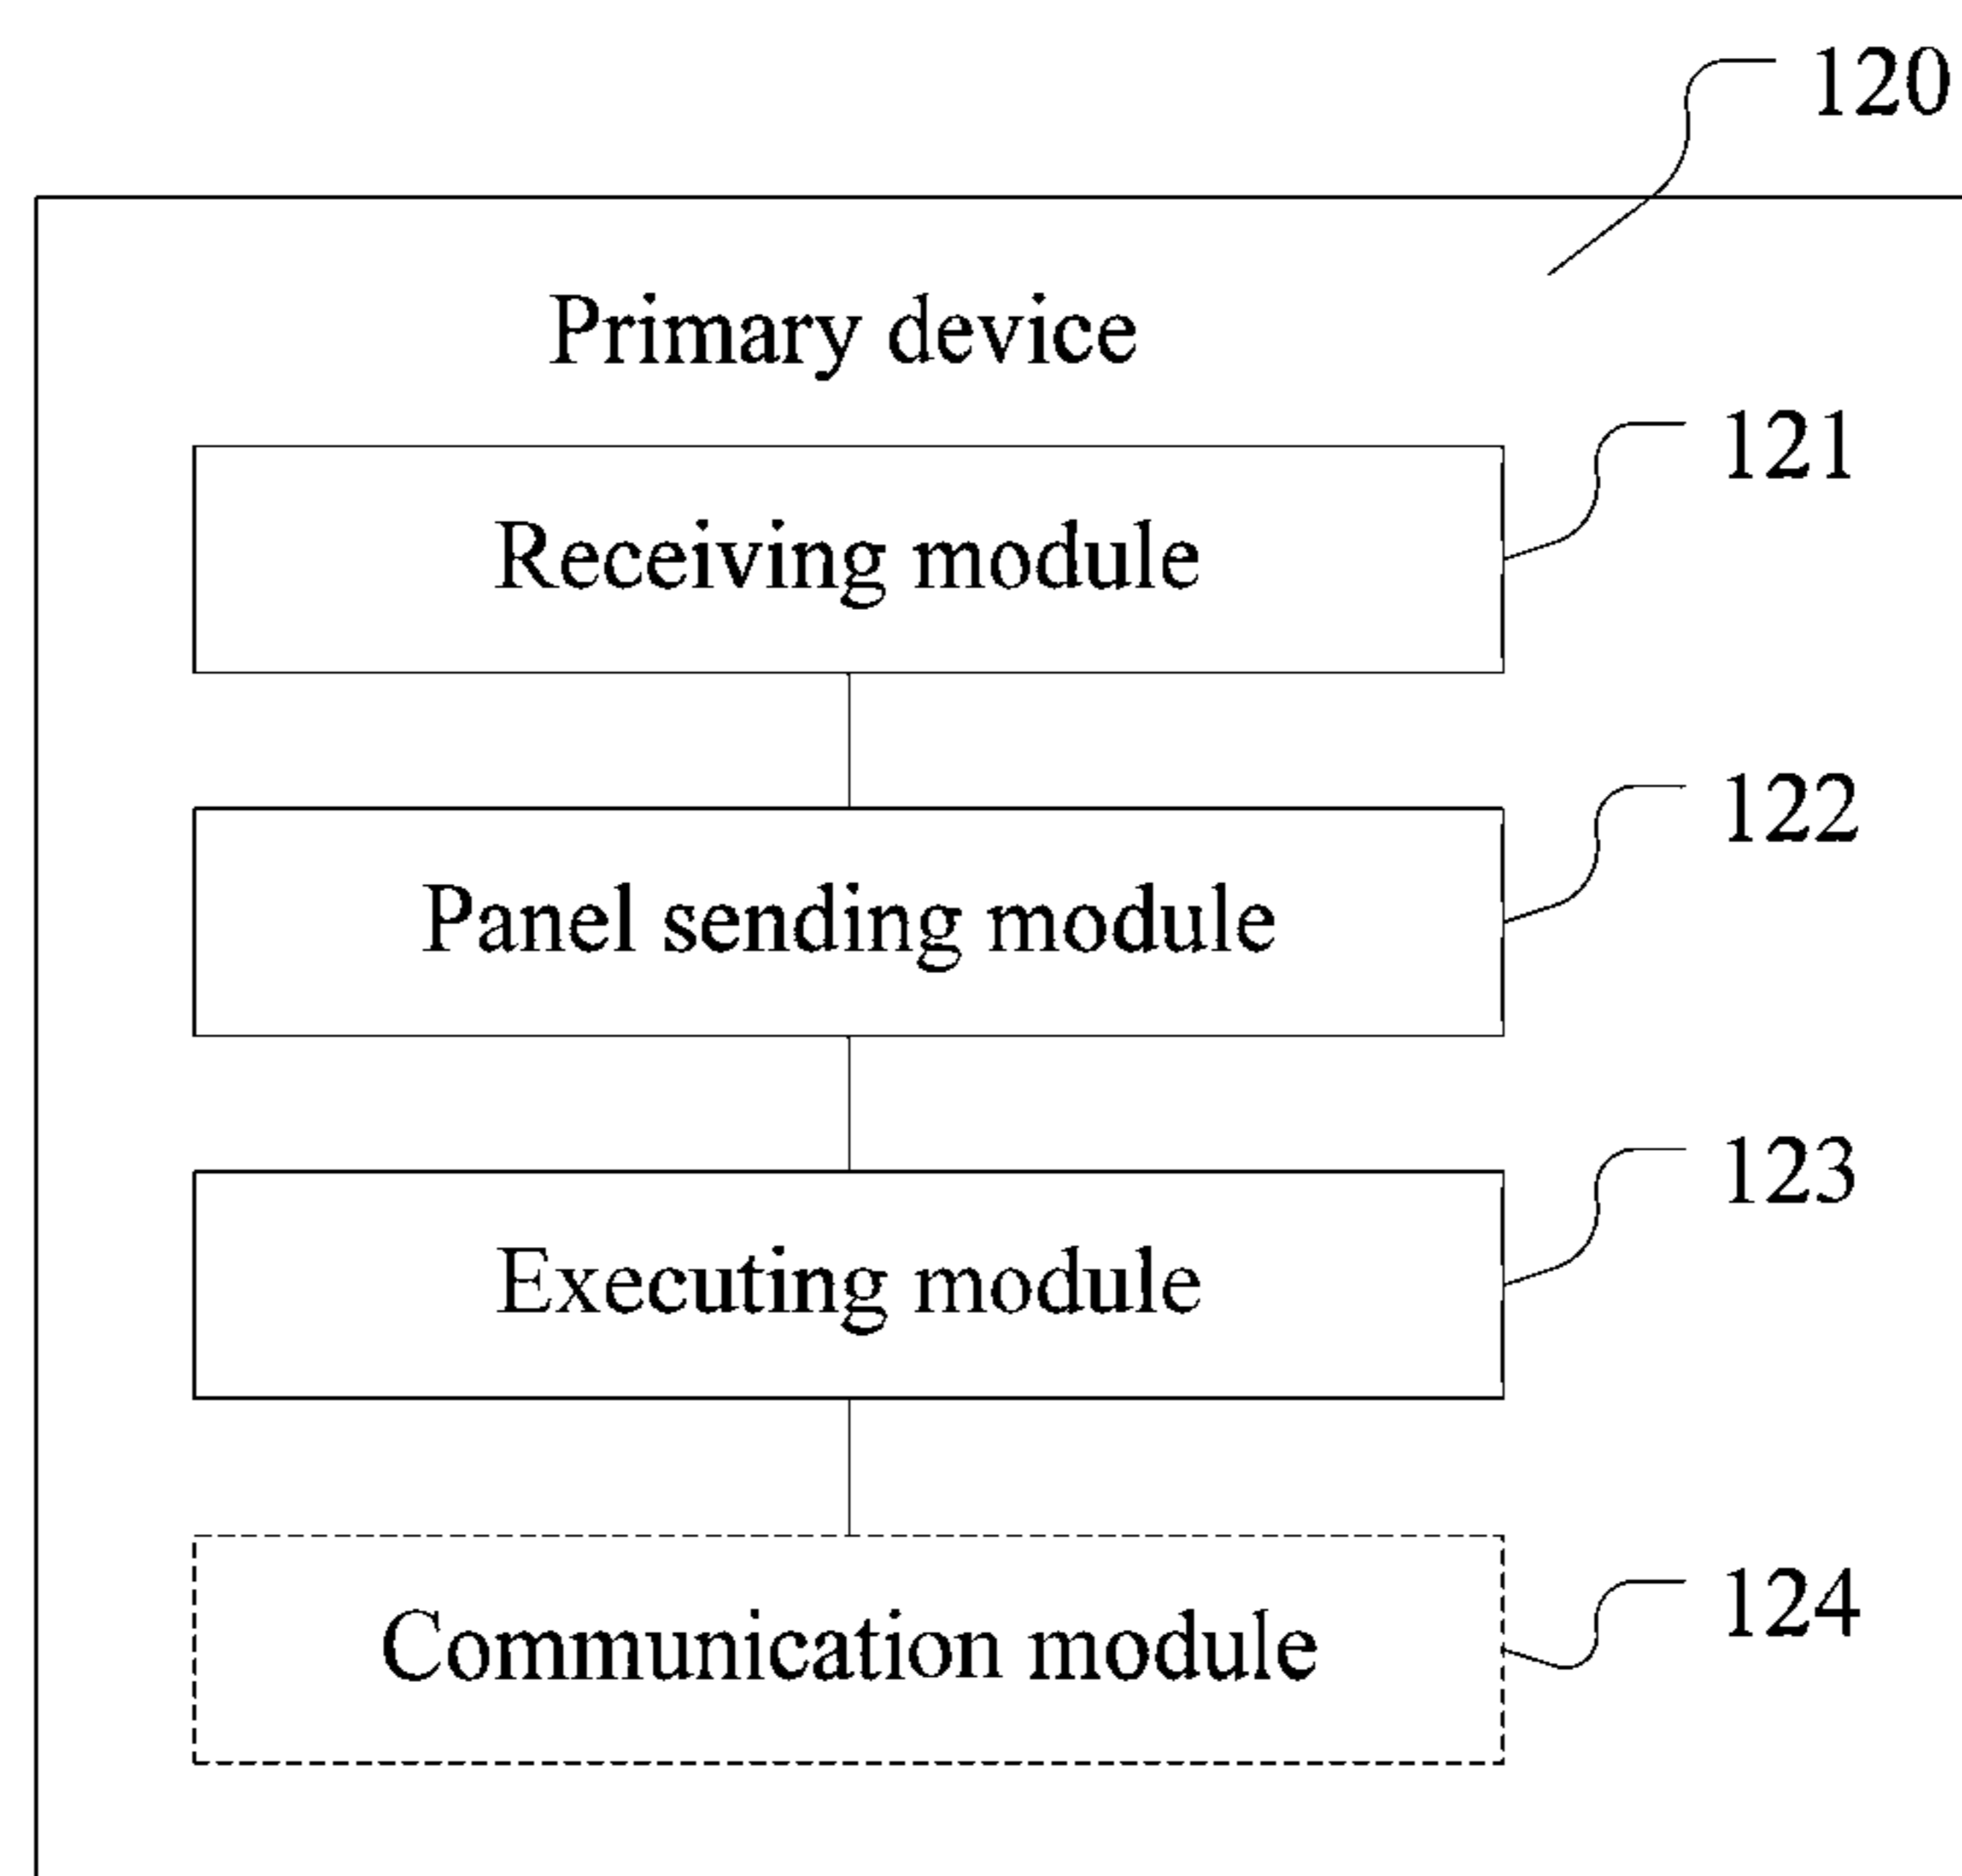 120
Primary device
121
Receiving module
122
Panel sending module
123
Executing module
124
Communication module